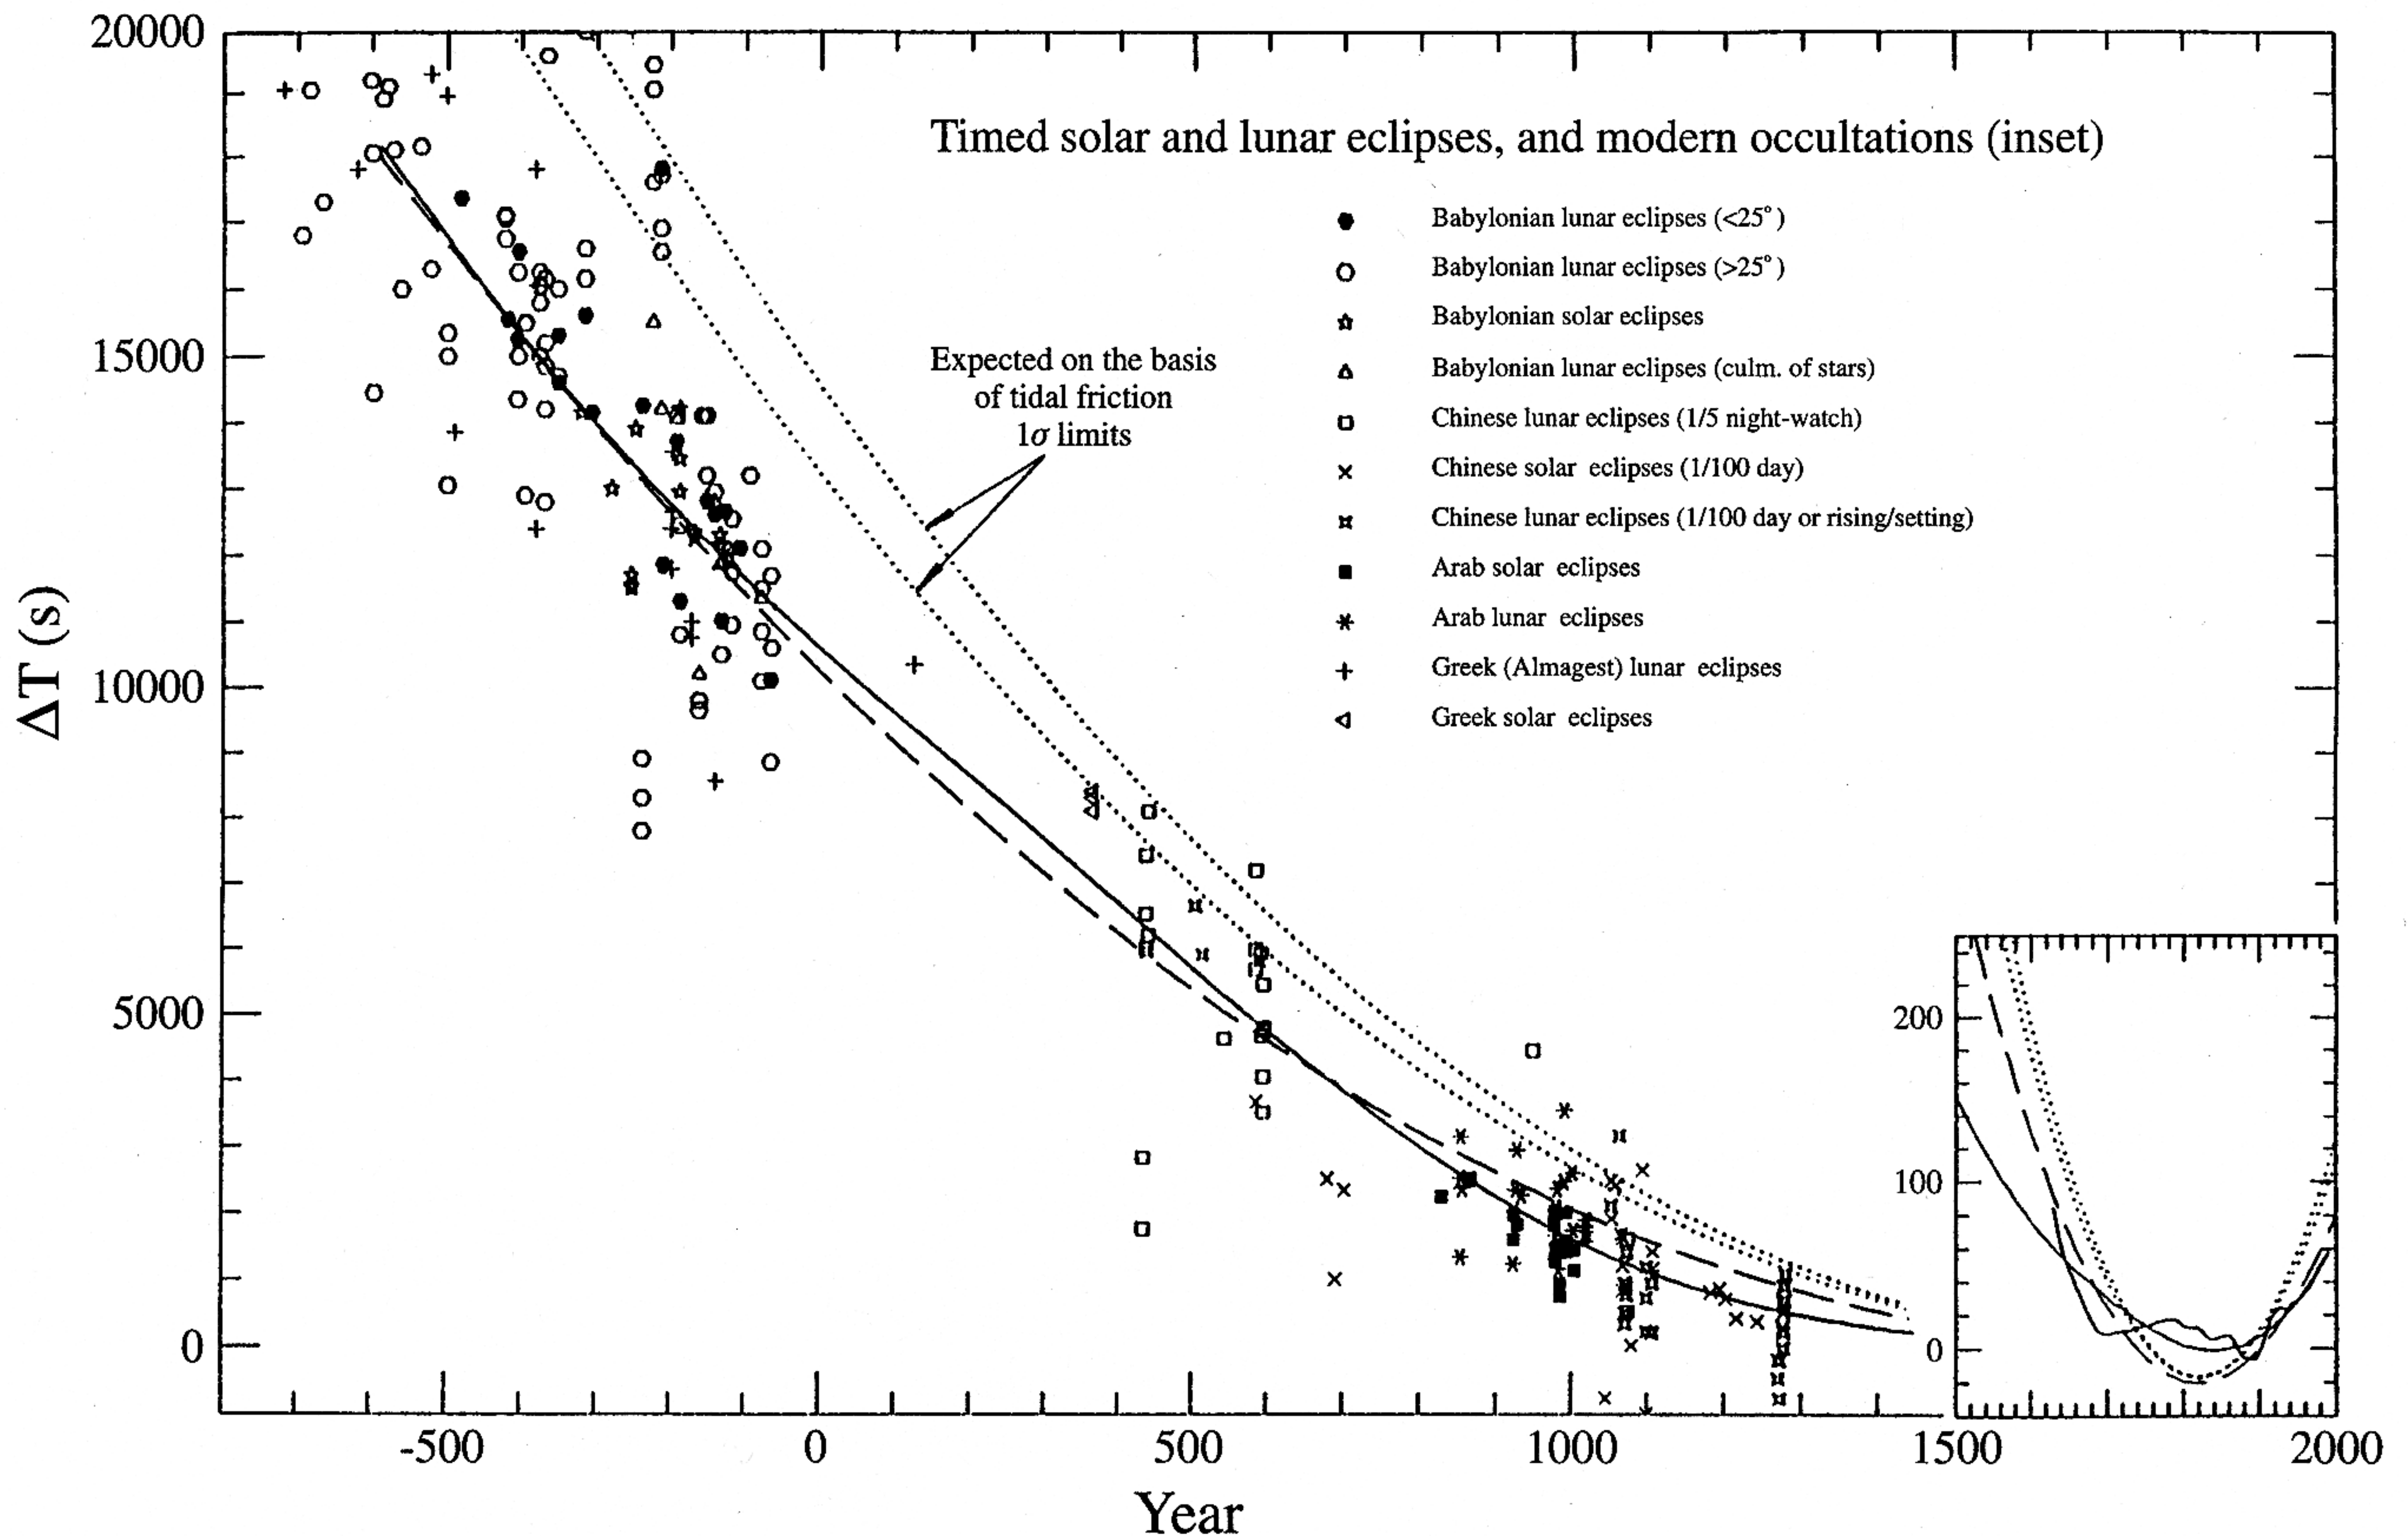 20000
15000
10000
5000
0
ΔT (s)
Timed solar and lunar eclipses, and modern occultations (inset)
Babylonian lunar eclipses (<25°)
Babylonian lunar eclipses (>25°)
Babylonian solar eclipses
Babylonian lunar eclipses (culm. of stars)
Chinese lunar eclipses (1/5 night-watch)
Chinese solar eclipses (1/100 day)
Chinese lunar eclipses (1/100 day or rising/setting)
Arab solar eclipses
Arab lunar eclipses
Greek (Almagest) lunar eclipses
Greek solar eclipses
Expected on the basis
of tidal friction
1σ limits
200
100
0
-500
0
500
1000
1500
2000
Year